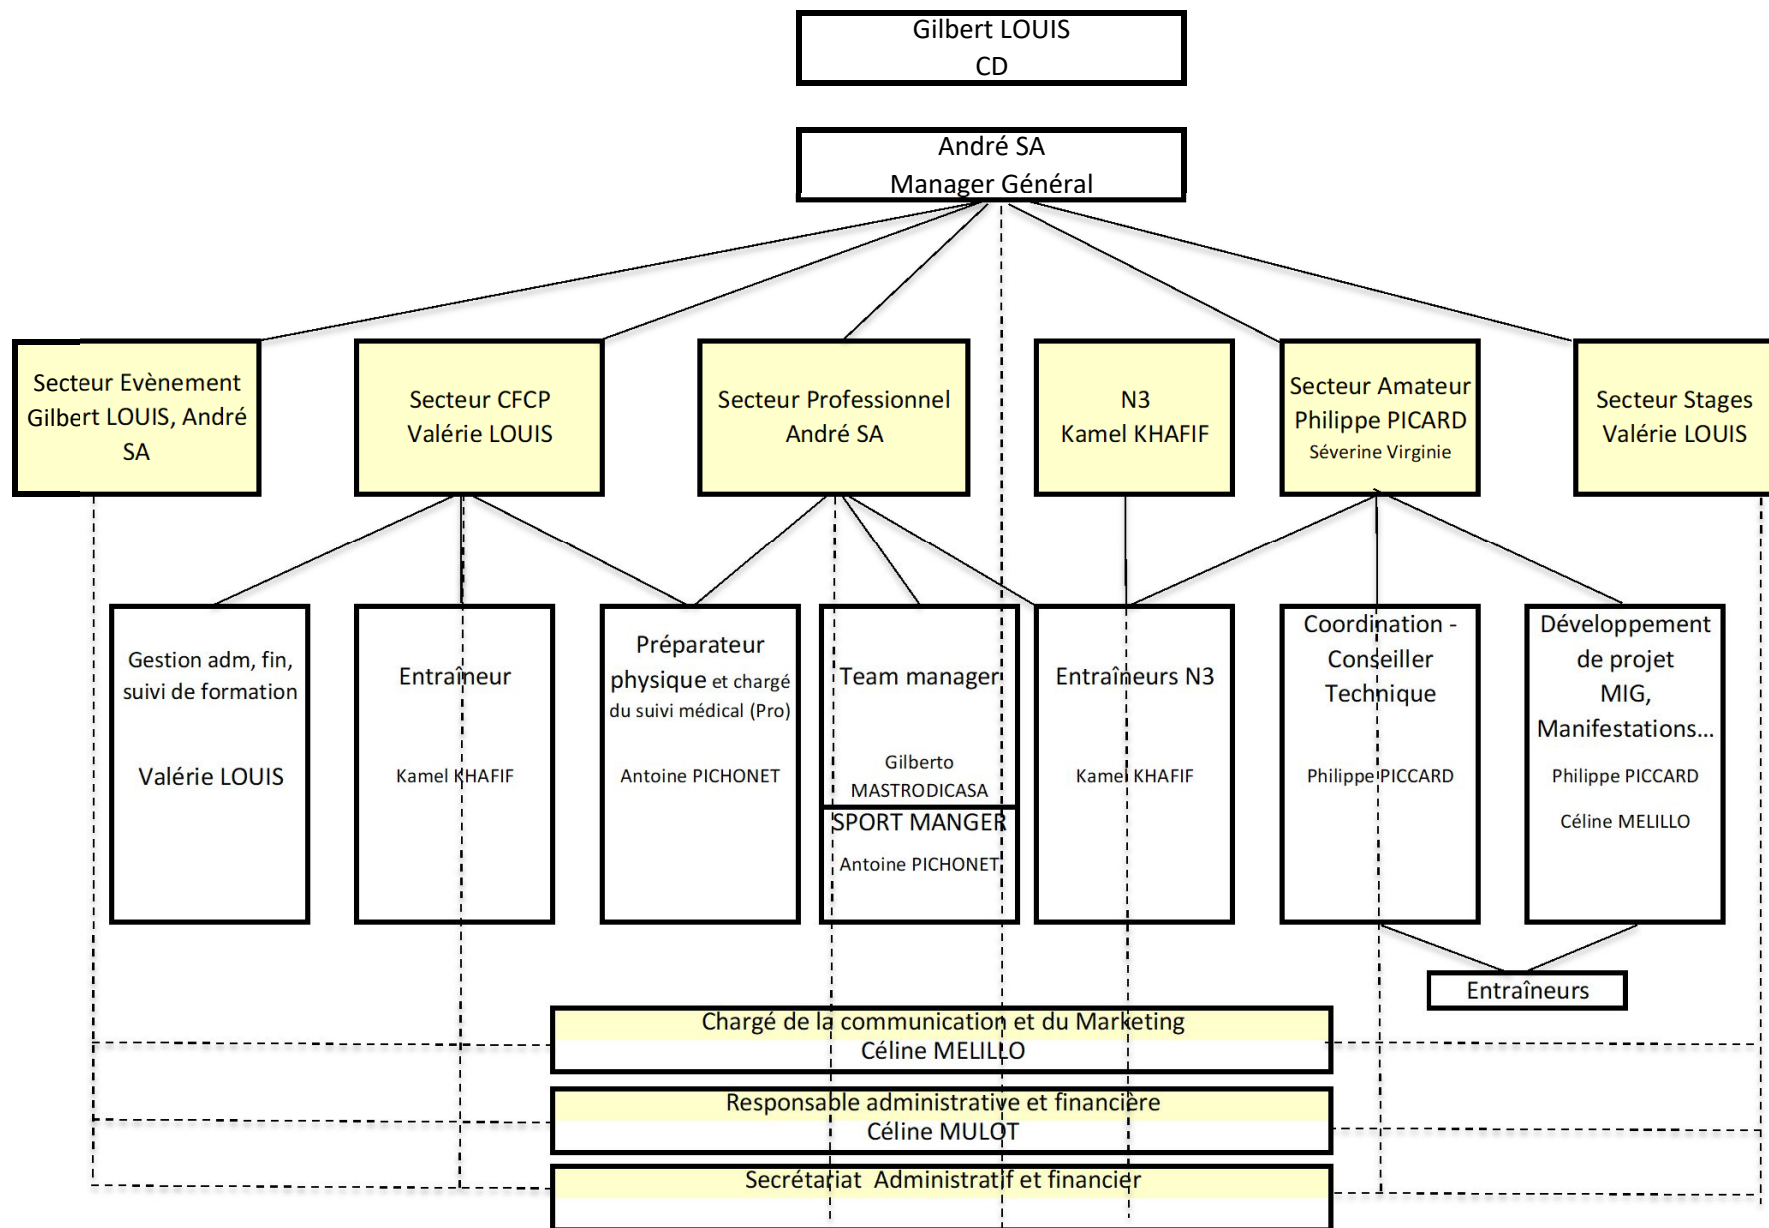 Gilbert LOUIS
CD
André SA
Manager Général
Secteur Evènement
Gilbert LOUIS, André
SA
Secteur CFCP
Valérie LOUIS
Secteur Professionnel
André SA
N3
Kamel KHAFIF
Secteur Amateur
Philippe PICARD
Séverine Virginie
Secteur Stages
Valérie LOUIS
Gestion adm, fin,
suivi de formation
Valérie LOUIS
Entraîneur
Kamel KHAFIF
Préparateur
physique et chargé
du suivi médical (Pro)
Antoine PICHONET
Team manager
Gilberto
MASTRODICASA
SPORT MANGER
Antoine PICHONET
Entraîneurs N3
Kamel KHAFIF
Coordination -
Conseiller
Technique
Philippe PICCARD
Développement
de projet
MIG,
Manifestations...
Philippe PICCARD
Céline MELILLO
Entraîneurs
Chargé de la communication et du Marketing
Céline MELILLO
Responsable administrative et financière
Céline MULOT
Secrétariat  Administratif et financier